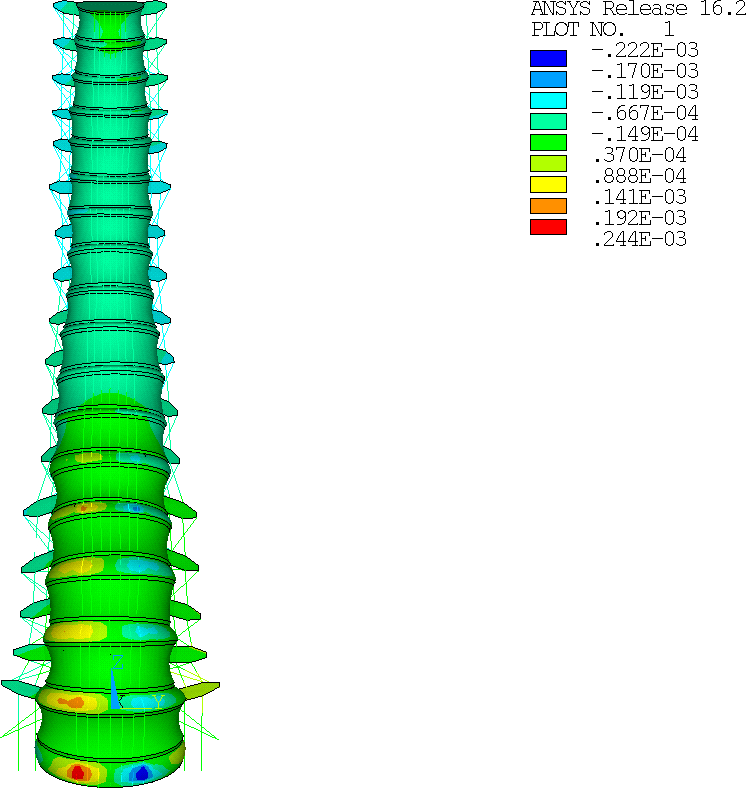 ANSYS Release 16.2
PLOT NO.   1
-.222E-03
-.170E-03
-.119E-03
-.667E-04
-.149E-04
.370E-04
.888E-04
.141E-03
.192E-03
.244E-03
Z
X
Y